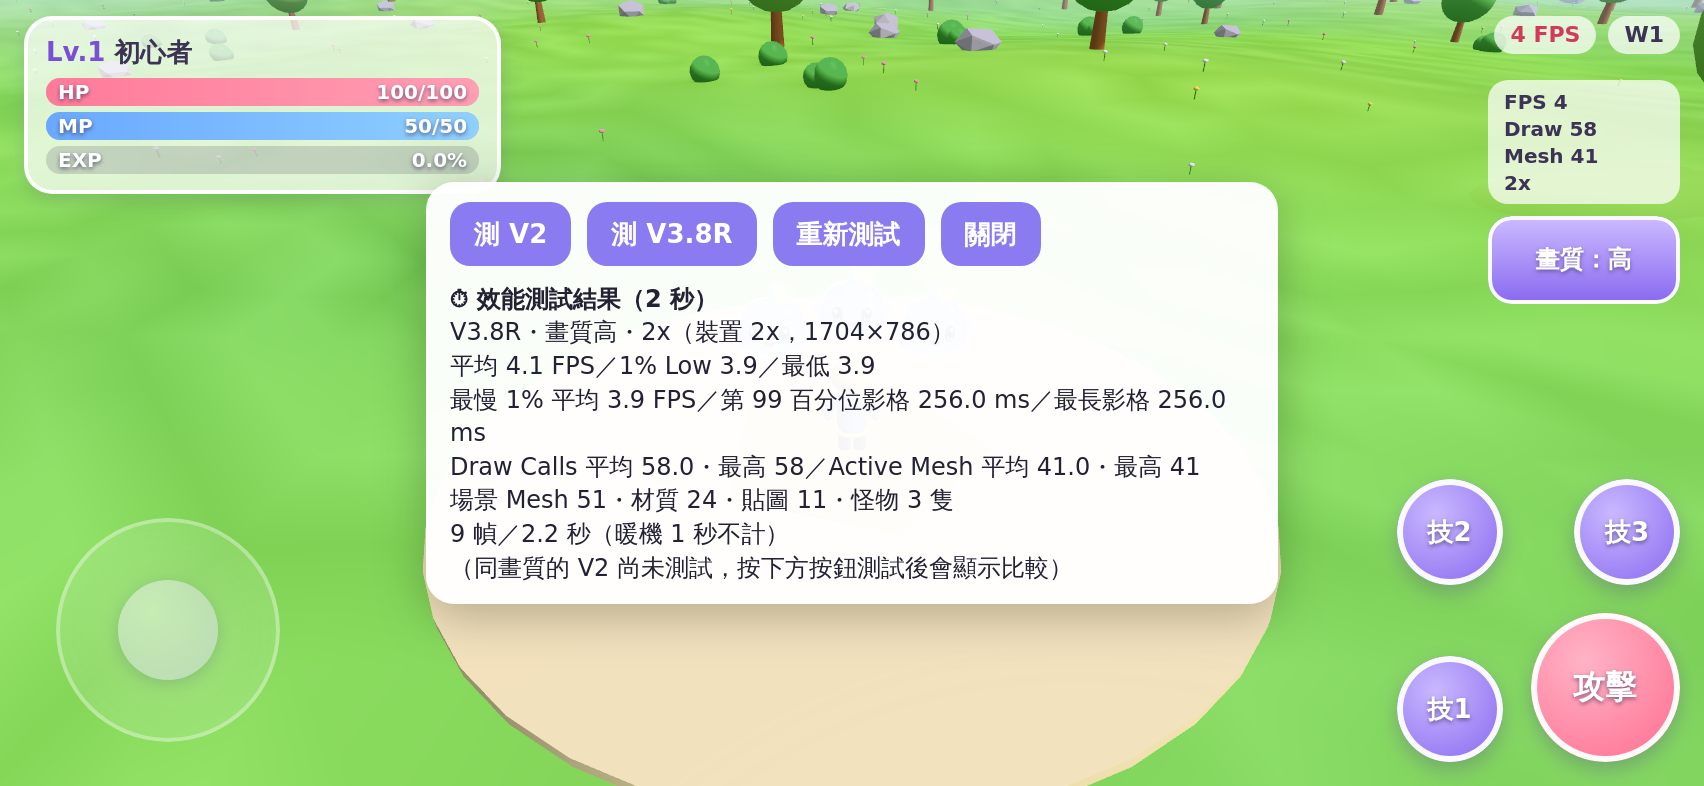 Lv.1 初心者
HP 100/100
MP 50/50
EXP 0.0%
4 FPS
W1
FPS 4
Draw 58
Mesh 41
2x
畫質：高
測 V2
測 V3.8R
重新測試
關閉
⏱ 效能測試結果（2 秒）
V3.8R・畫質高・2x（裝置 2x，1704×786）
平均 4.1 FPS／1% Low 3.9／最低 3.9
最慢 1% 平均 3.9 FPS／第 99 百分位影格 256.0 ms／最長影格 256.0
ms
Draw Calls 平均 58.0・最高 58／Active Mesh 平均 41.0・最高 41
場景 Mesh 51・材質 24・貼圖 11・怪物 3 隻
9 幀／2.2 秒（暖機 1 秒不計）
（同畫質的 V2 尚未測試，按下方按鈕測試後會顯示比較）
技2
技3
技1
攻擊